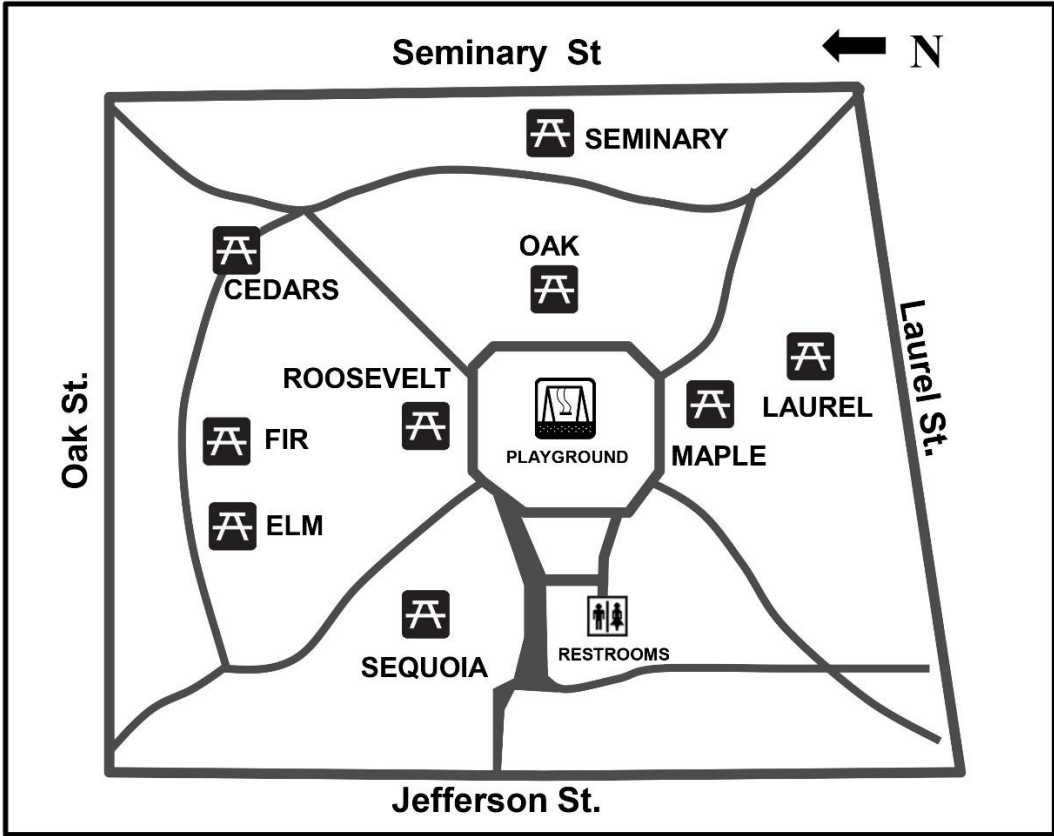 Seminary St
N
SEMINARY
OAK
CEDARS
ROOSEVELT
LAUREL
Laurel St.
Oak St.
FIR
PLAYGROUND
MAPLE
ELM
SEQUOIA
RESTROOMS
Jefferson St.